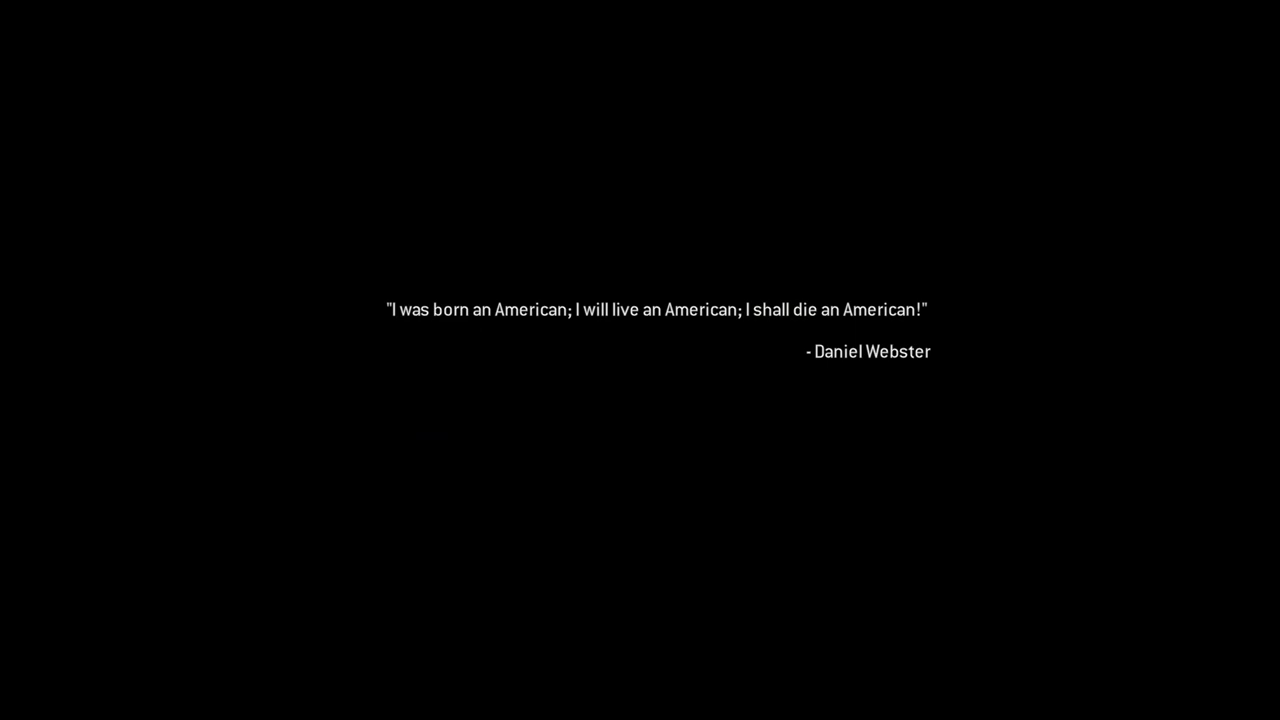 "I was born an American; I will live an American; I shall die an American!"
- Daniel Webster